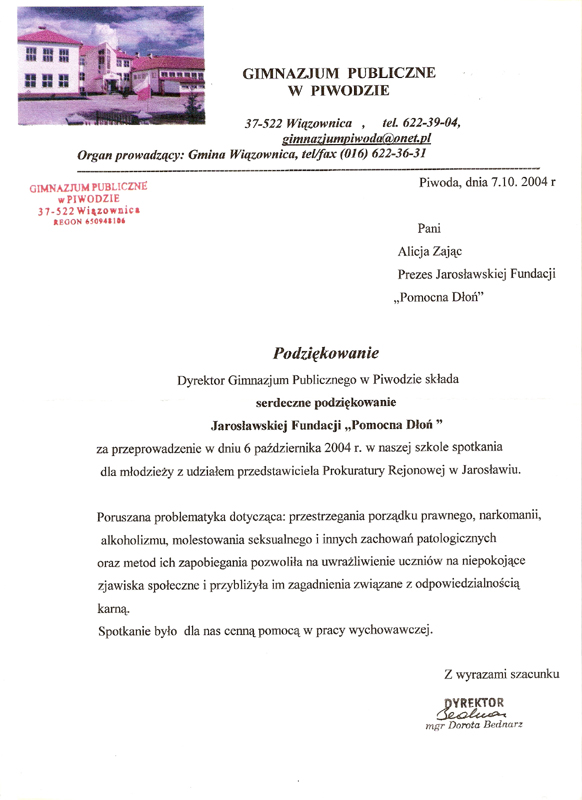 GIMNAZJUM PUBLICZNE
W PIWODZIE
37-522 Wiązownica , tel. 622-39-04,
gimnazjumpiwoda@onet.pl
Organ prowadzący: Gmina Wiązownica, tel/fax (016) 622-36-31
GIMNAZJUM PUBLICZNE
w PIWODZIE
37-522 Wiązownica
REGON 650948106
Piwoda, dnia 7.10. 2004 r
Pani
Alicja Zając
Prezes Jarosławskiej Fundacji
„Pomocna Dłoń”
Podziękowanie
Dyrektor Gimnazjum Publicznego w Piwodzie składa
serdeczne podziękowanie
Jarosławskiej Fundacji „Pomocna Dłoń ”
za przeprowadzenie w dniu 6 października 2004 r. w naszej szkole spotkania
dla młodzieży z udziałem przedstawiciela Prokuratury Rejonowej w Jarosławiu.
Poruszana problematyka dotycząca: przestrzegania porządku prawnego, narkomanii,
alkoholizmu, molestowania seksualnego i innych zachowań patologicznych
oraz metod ich zapobiegania pozwoliła na uwrażliwienie uczniów na niepokojące
zjawiska społeczne i przybliżyła im zagadnienia związane z odpowiedzialnością
karną.
Spotkanie było dla nas cenną pomocą w pracy wychowawczej.
Z wyrazami szacunku
DYREKTOR
Bednarz
mgr Dorota Bednarz